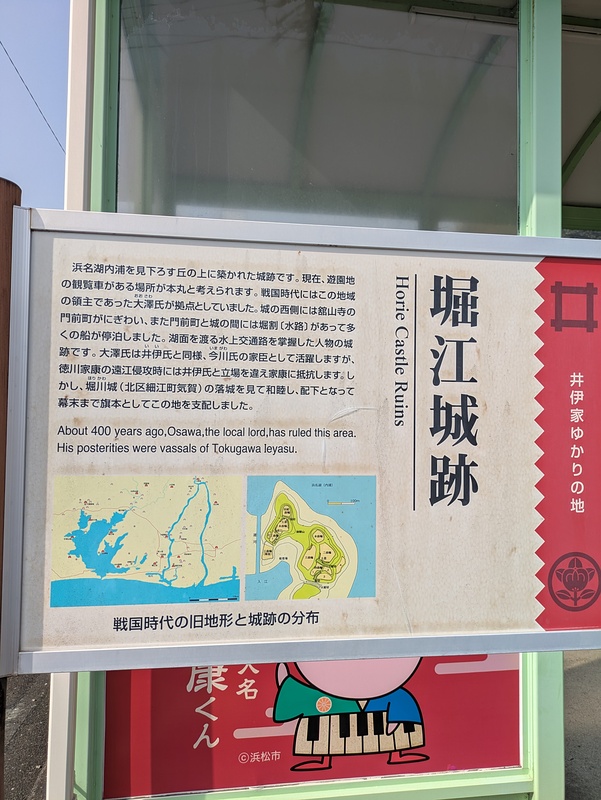 堀江城跡
Horie Castle Ruins
浜名湖内浦を見下ろす丘の上に築かれた城跡です。現在、遊園地
の観覧車がある場所が本丸と考えられます。戦国時代にはこの地域
の領主であった大澤氏が拠点としていました。城の西側には舘山寺の
門前町がにぎわい、また門前町と城の間には堀割(水路)があって多
くの船が停泊しました。湖面を渡る水上交通路を掌握した人物の城
跡です。大澤氏は井伊氏と同様、今川氏の家臣として活躍しますが、
徳川家康の遠江侵攻時には井伊氏と立場を違え家康に抵抗します。し
かし、堀川城(北区細江町気賀)の落城を見て和睦し、配下となって
幕末まで旗本としてこの地を支配しました。
About 400 years ago,Osawa,the local lord,has ruled this area.
His posterities were vassals of Tokugawa Ieyasu.
戦国時代の旧地形と城跡の分布
井伊家ゆかりの地
大名
康くん
©浜松市